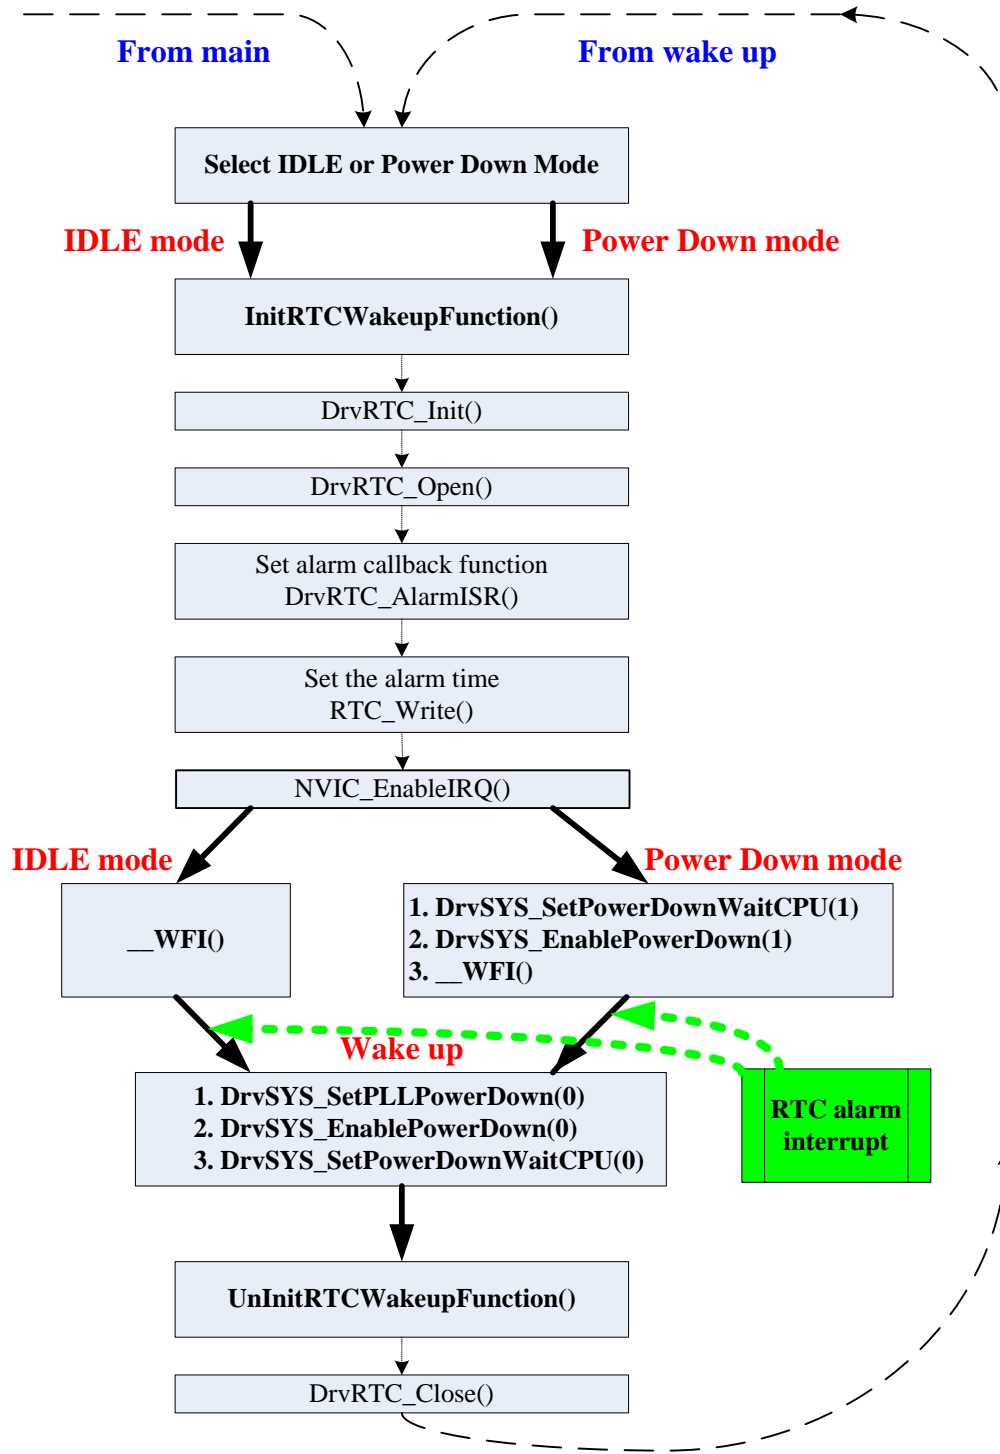 From main
From wake up
Select IDLE or Power Down Mode
IDLE mode
Power Down mode
InitRTCWakeupFunction()
DrvRTC_Init()
DrvRTC_Open()
Set alarm callback function
DrvRTC_AlarmISR()
Set the alarm time
RTC_Write()
NVIC_EnableIRQ()
IDLE mode
Power Down mode
__WFI()
1. DrvSYS_SetPowerDownWaitCPU(1)
2. DrvSYS_EnablePowerDown(1)
3. __WFI()
Wake up
1. DrvSYS_SetPLLPowerDown(0)
2. DrvSYS_EnablePowerDown(0)
3. DrvSYS_SetPowerDownWaitCPU(0)
RTC alarm
interrupt
UnInitRTCWakeupFunction()
DrvRTC_Close()